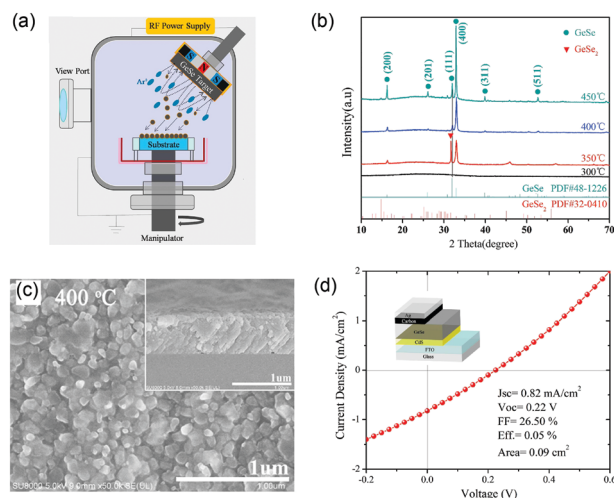 (a)
RF Power Supply
View Port
Ar⁺
GeSe Target
S N S
Substrate
Manipulator
(b)
Intensity(a.u)
(200)
(201)
(111)
(400)
(311)
(511)
GeSe
GeSe₂
450℃
400℃
350℃
300℃
GeSe PDF#48-1226
GeSe₂ PDF#32-0410
10 20 30 40 50 60 70
2 Theta(degree)
(c)
400 °C
1um
SU8000 5.0kV 9.0mm x50.0k SE(UL)
1.00um
1um
(d)
Current Density (mA/cm²)
2
1
0
-1
-2
-0.2 0.0 0.2 0.4 0.6
Voltage (V)
Ag
Carbon
GeSe
CdS
FTO
Glass
Jsc= 0.82 mA/cm²
Voc= 0.22 V
FF= 26.50 %
Eff.= 0.05 %
Area= 0.09 cm²